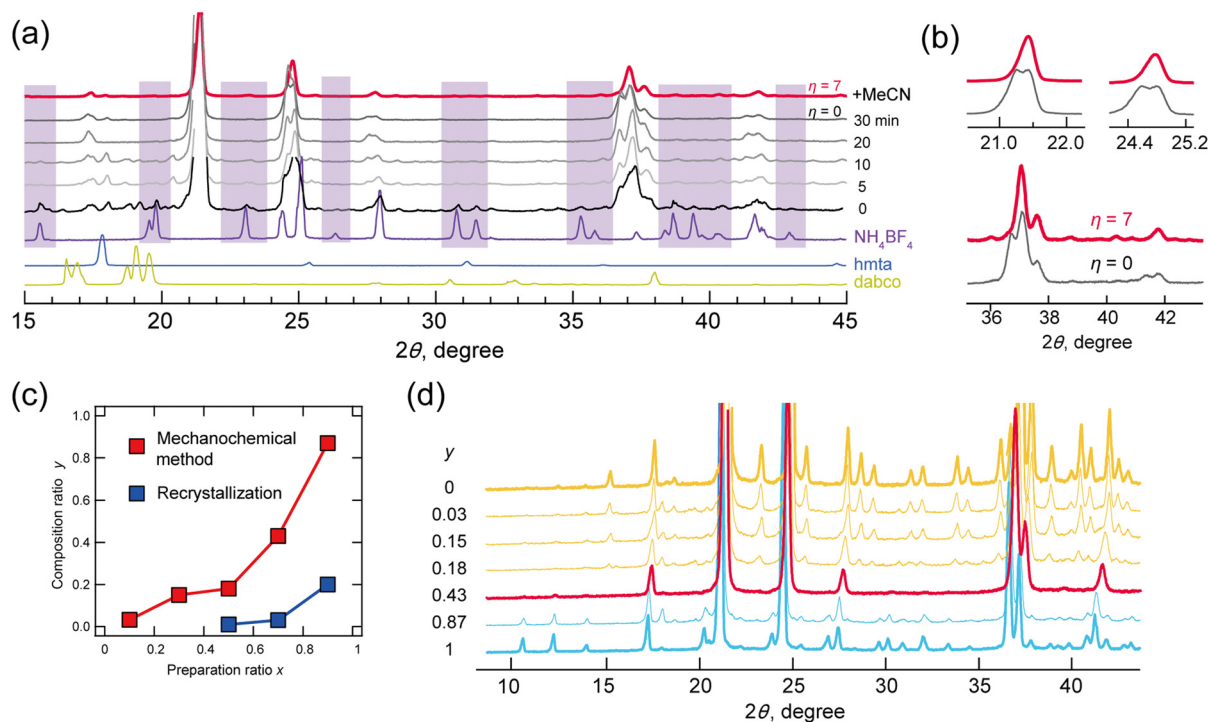 (a)
η = 7
+MeCN
η = 0
30 min
20
10
5
0
NH₄BF₄
hmta
dabco
15 20 25 30 35 40 45
2θ, degree
(b)
21.0 22.0 24.4 25.2
η = 7
η = 0
36 38 40 42
2θ, degree
(c)
Composition ratio y
1.0
0.8
0.6
0.4
0.2
0.0
Mechanochemical
method
Recrystallization
0 0.2 0.4 0.6 0.8 1
Preparation ratio x
(d)
y
0
0.03
0.15
0.18
0.43
0.87
1
10 15 20 25 30 35 40
2θ, degree